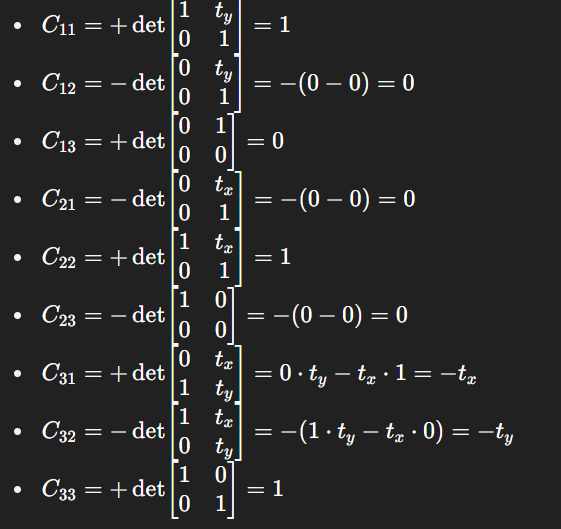 • C₁₁ = + det [1 t_y; 0 1] = 1
• C₁₂ = − det [0 t_y; 0 1] = −(0 − 0) = 0
• C₁₃ = + det [0 1; 0 0] = 0
• C₂₁ = − det [0 t_x; 0 1] = −(0 − 0) = 0
• C₂₂ = + det [1 t_x; 0 1] = 1
• C₂₃ = − det [1 0; 0 0] = −(0 − 0) = 0
• C₃₁ = + det [0 t_x; 1 t_y] = 0 · t_y − t_x · 1 = −t_x
• C₃₂ = − det [1 t_x; 0 t_y] = −(1 · t_y − t_x · 0) = −t_y
• C₃₃ = + det [1 0; 0 1] = 1